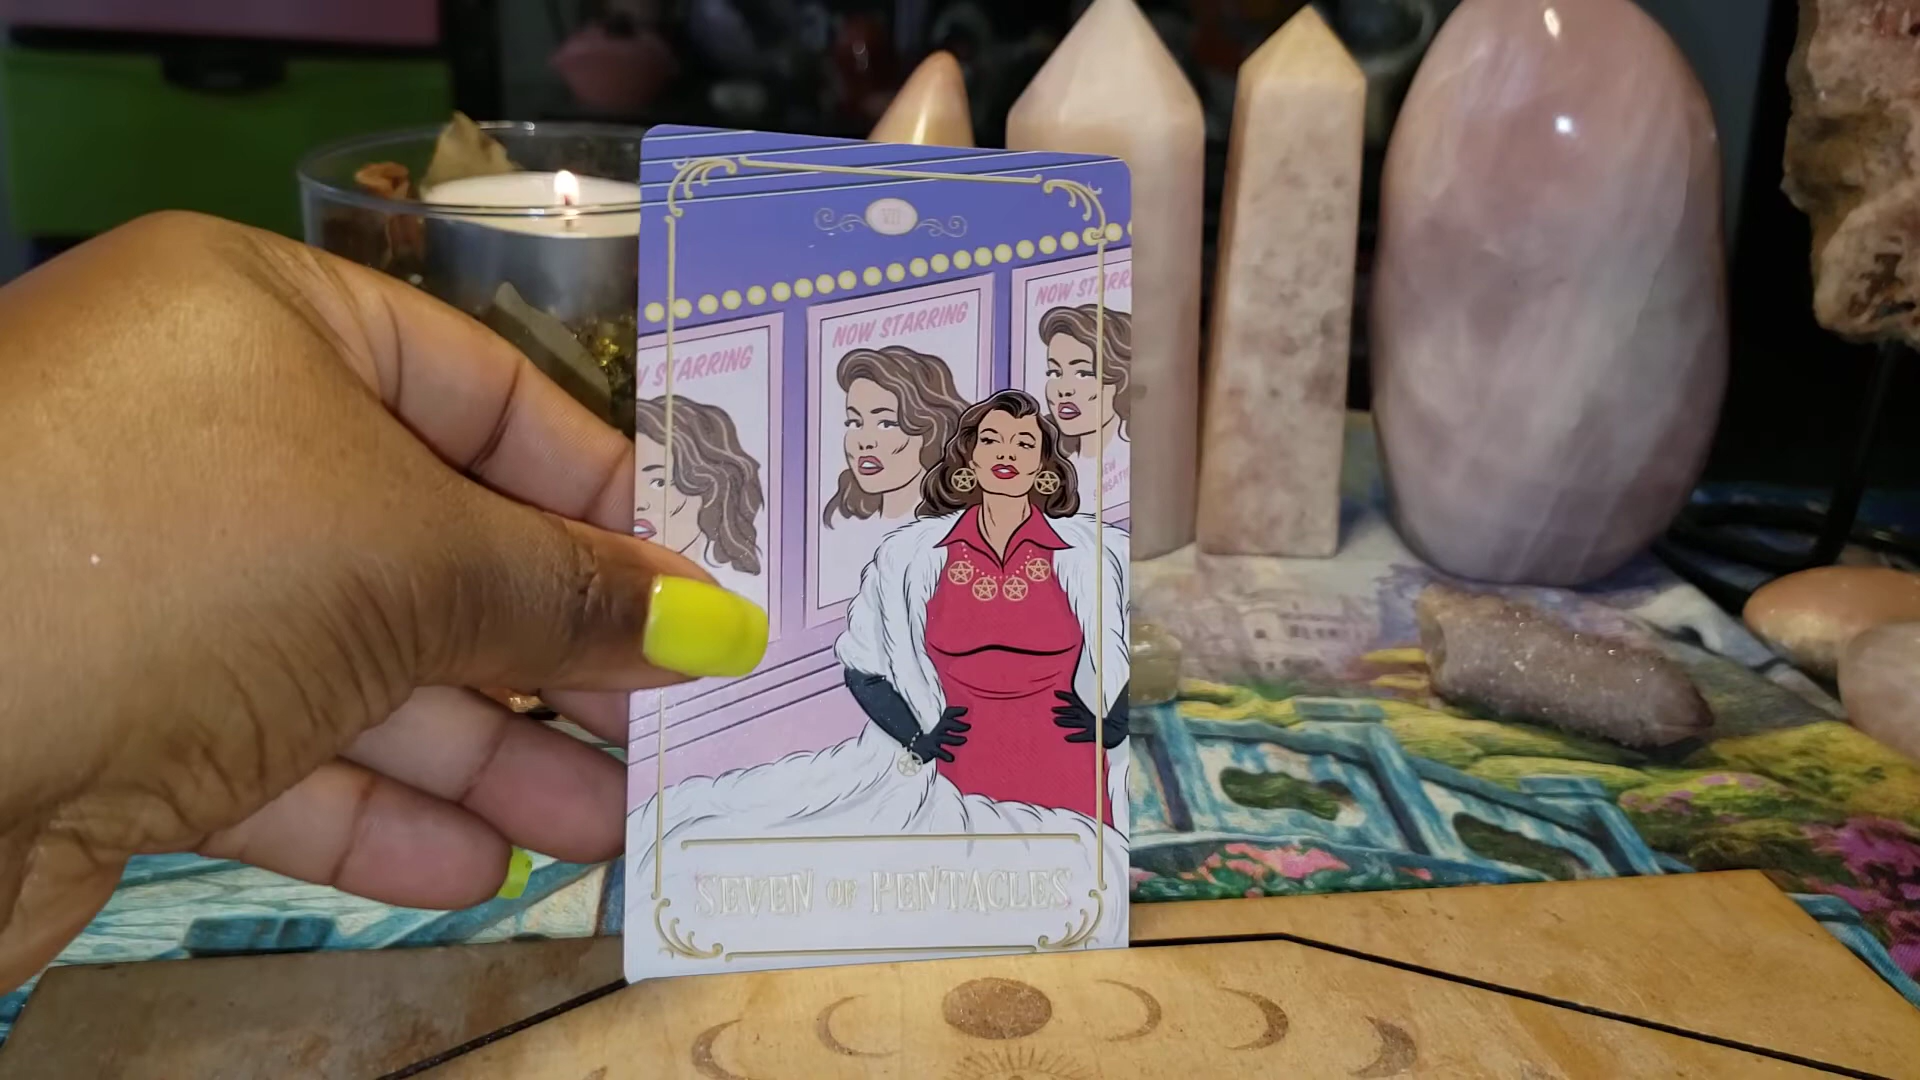 VII
STARRING
NOW STARRING
NOW STARR
SEVEN OF PENTACLES